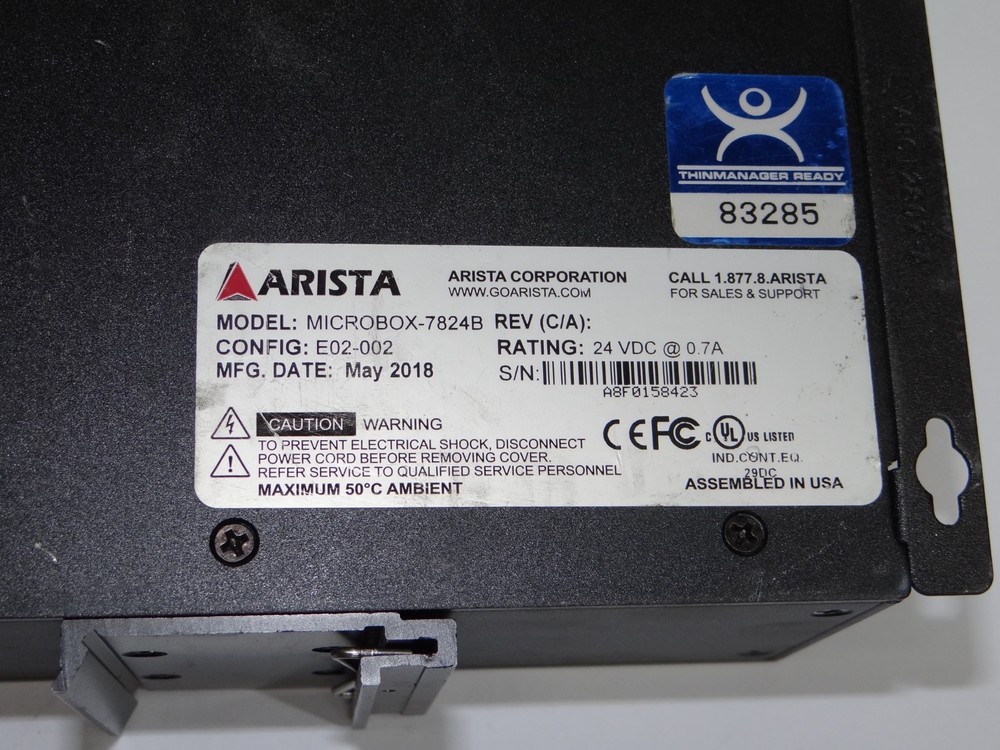 THINMANAGER READY
83285
ARISTA
ARISTA CORPORATION
WWW.GOARISTA.COM
CALL 1.877.8.ARISTA
FOR SALES & SUPPORT
MODEL: MICROBOX-7824B REV (C/A):
CONFIG: E02-002 RATING: 24 VDC @ 0.7A
MFG. DATE: May 2018 S/N:
A8F0158423
CAUTION WARNING
TO PREVENT ELECTRICAL SHOCK, DISCONNECT
POWER CORD BEFORE REMOVING COVER.
REFER SERVICE TO QUALIFIED SERVICE PERSONNEL
MAXIMUM 50°C AMBIENT
CE FC C UL US LISTED
IND.CONT.EQ.
29DC
ASSEMBLED IN USA